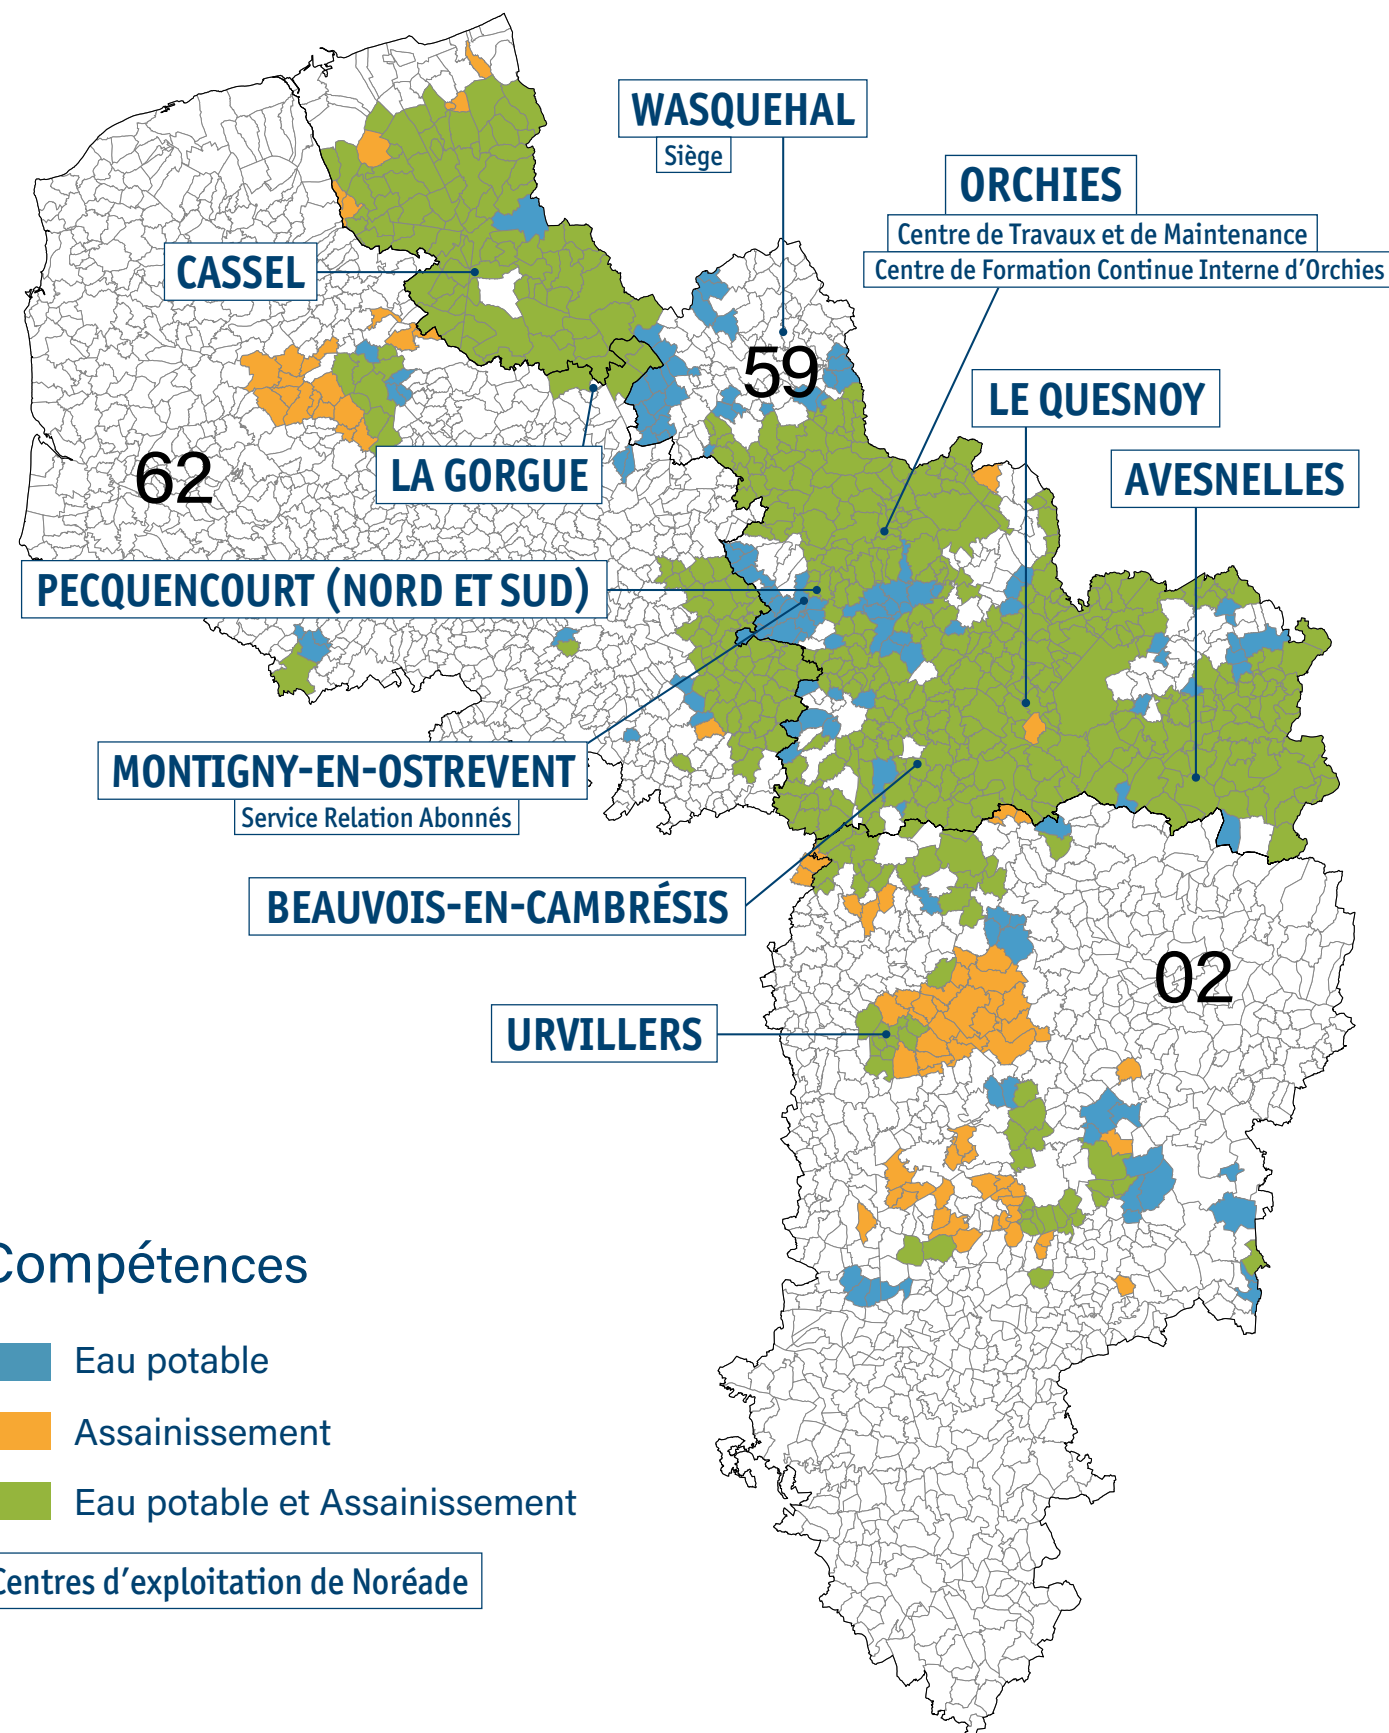 WASQUEHAL
Siège
ORCHIES
Centre de Travaux et de Maintenance
Centre de Formation Continue Interne d'Orchies
CASSEL
59
LE QUESNOY
AVESNELLES
LA GORGUE
62
PECQUENCOURT (NORD ET SUD)
MONTIGNY-EN-OSTREVENT
Service Relation Abonnés
BEAUVOIS-EN-CAMBRÉSIS
02
URVILLERS
Compétences
Eau potable
Assainissement
Eau potable et Assainissement
Centres d'exploitation de Noréade